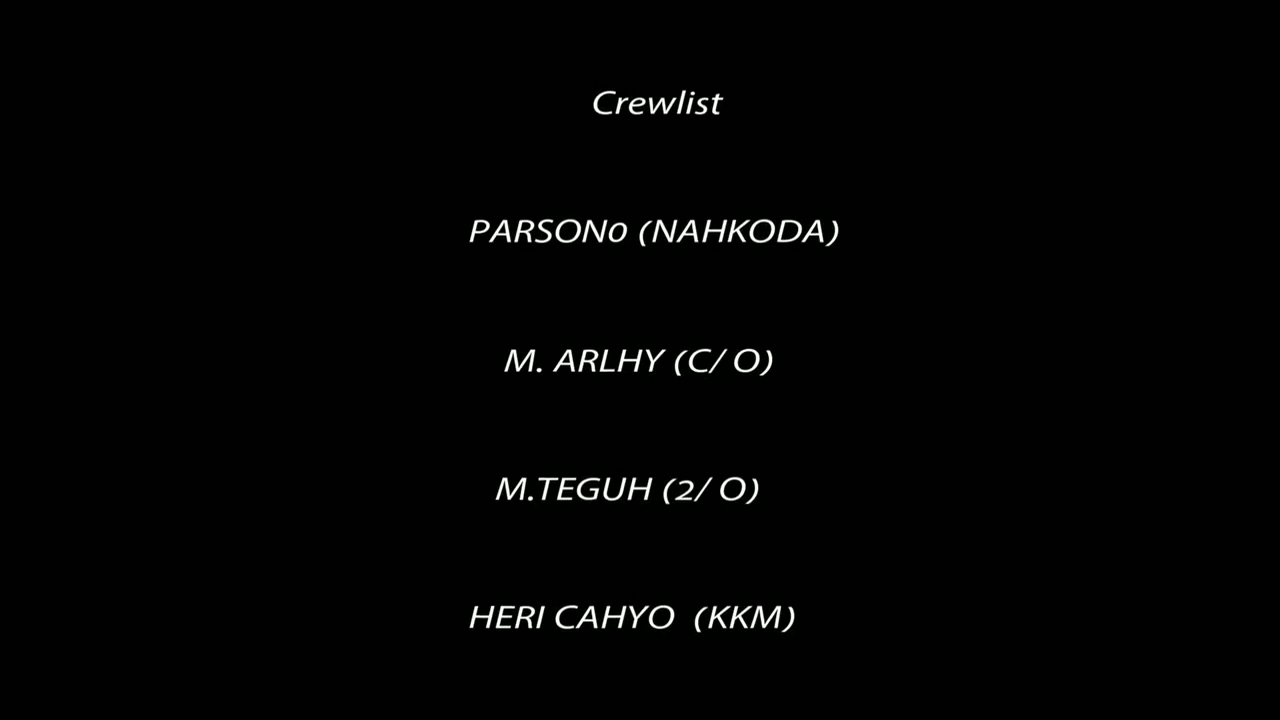 Crewlist
PARSON0 (NAHKODA)
M. ARLHY (C/ O)
M.TEGUH (2/ O)
HERI CAHYO  (KKM)